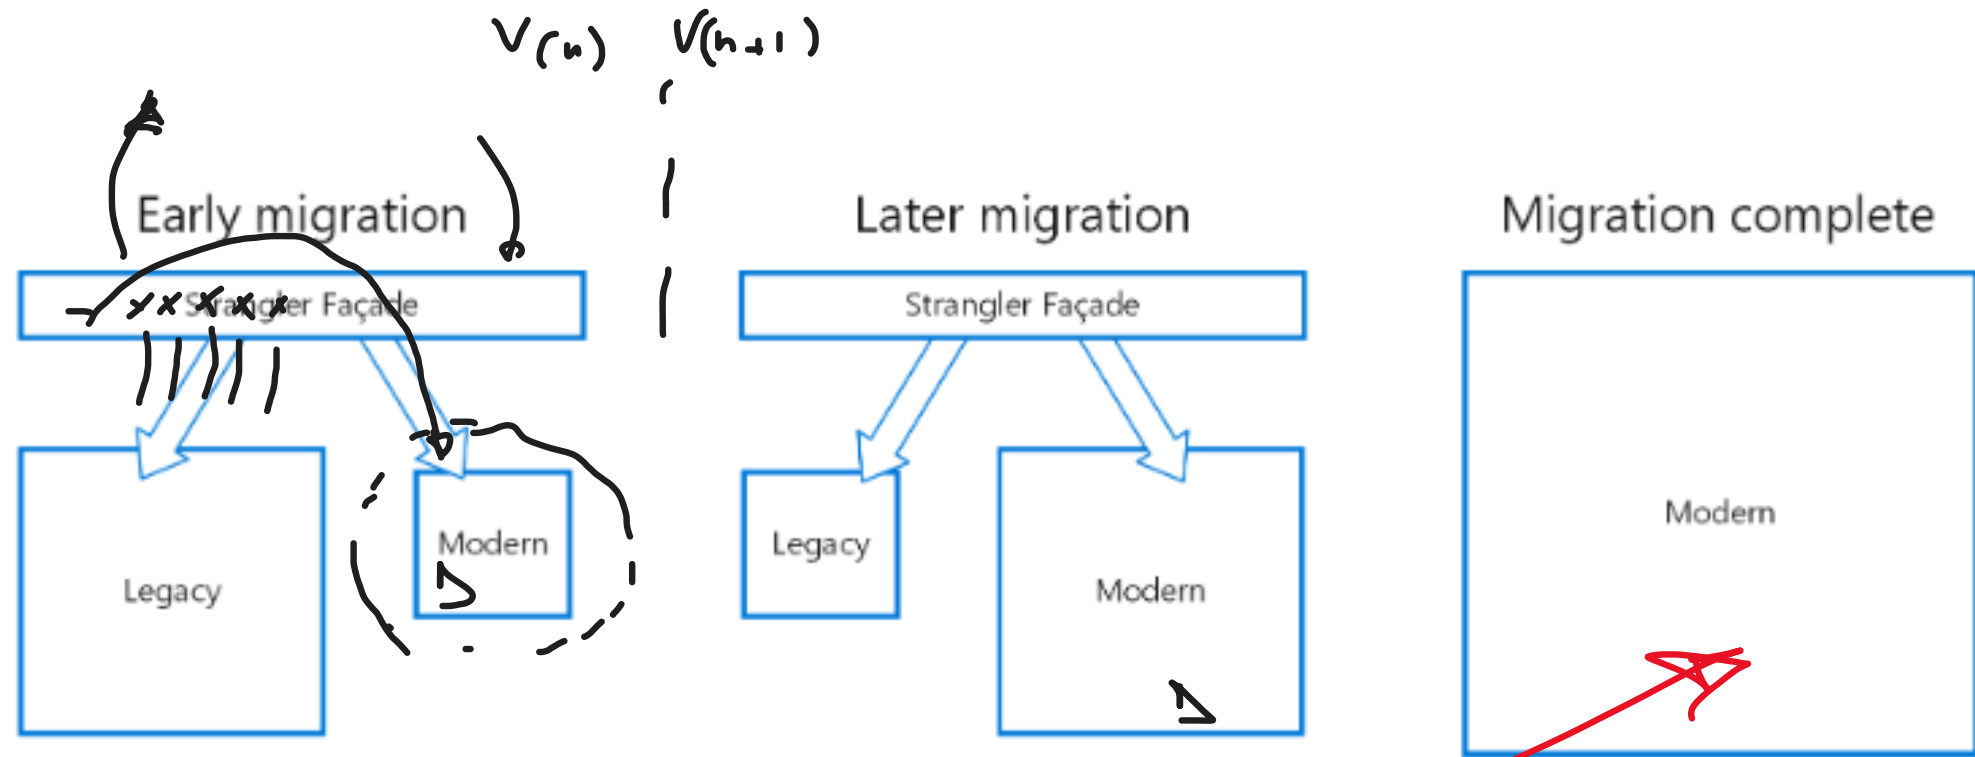 V(n) V(n+1)
Early migration
Strangler Façade
Legacy
Modern
D
Later migration
Strangler Façade
Legacy
Modern
Migration complete
Modern